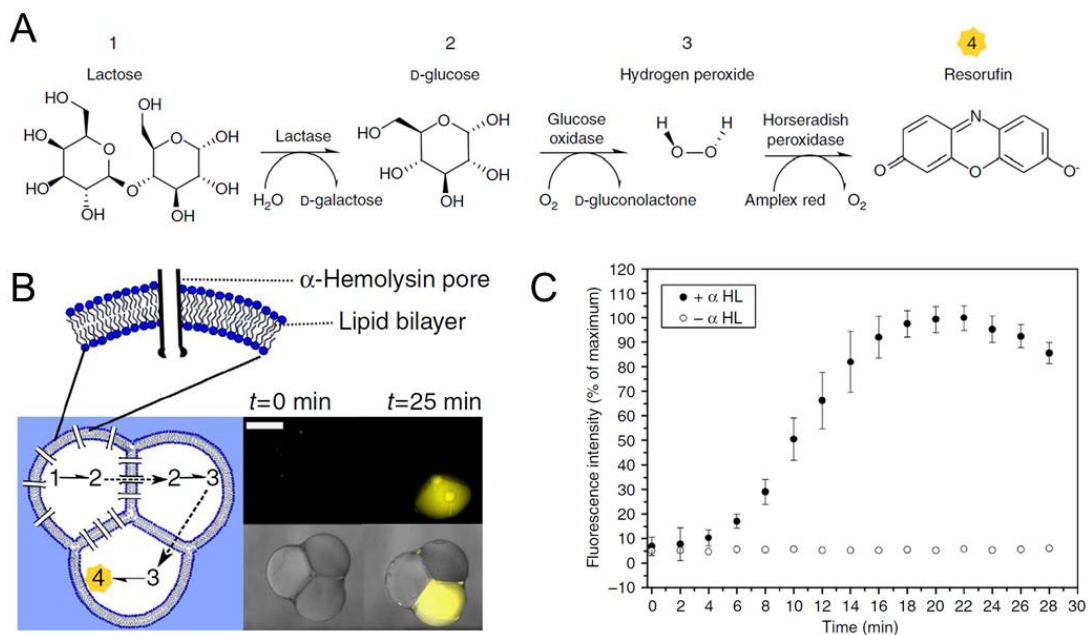 A
1
2
3
4
Lactose
D-glucose
Hydrogen peroxide
Resorufin
HO
OH
HO
O
HO
O
OH
HO
O
HO
OH
OH
OH
Lactase
H₂O
D-galactose
HO
O
OH
HO
OH
OH
Glucose
oxidase
O₂
D-gluconolactone
H
H
O
O
Horseradish
peroxidase
Amplex red
O₂
N
O
O
O⁻
B
α-Hemolysin pore
Lipid bilayer
t=0 min
t=25 min
1
2
2
3
3
4
C
+ α HL
− α HL
Fluorescence intensity (% of maximum)
120
110
100
90
80
70
60
50
40
30
20
10
0
−10
0 2 4 6 8 10 12 14 16 18 20 22 24 26 28 30
Time (min)